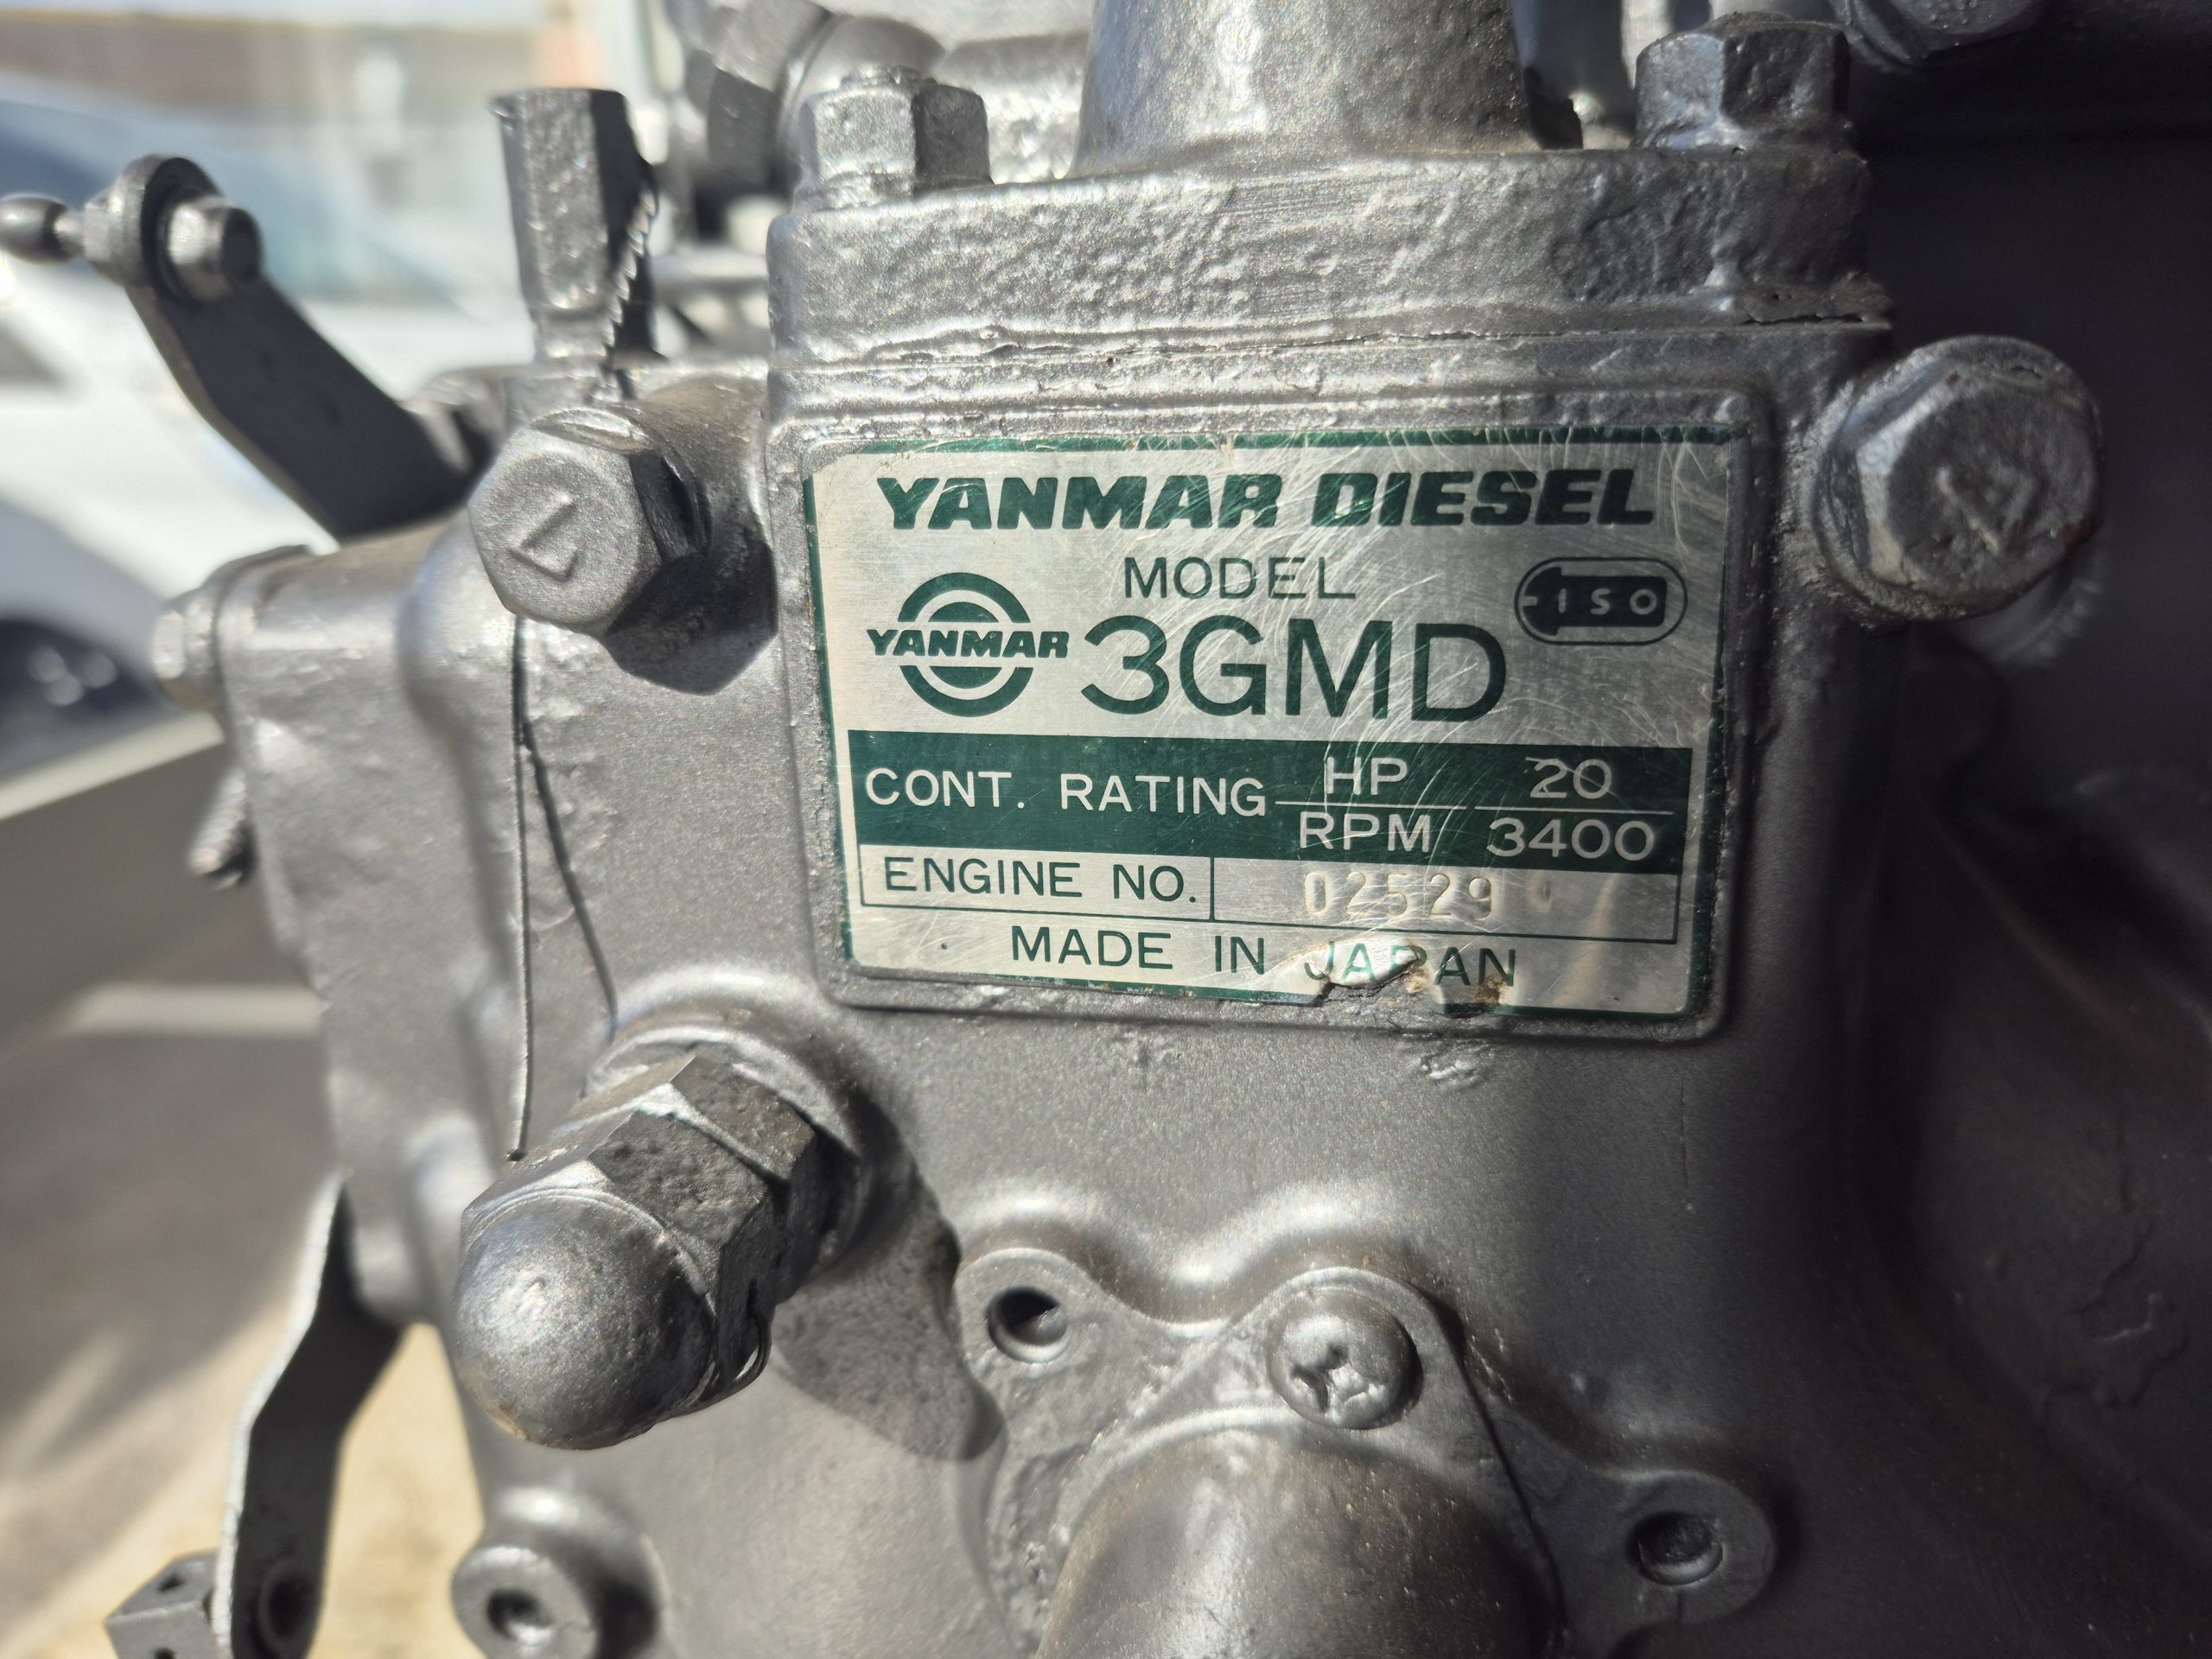 YANMAR DIESEL
MODEL
ISO
YANMAR
3GMD
CONT. RATING HP 20
RPM 3400
ENGINE NO. 02529
MADE IN JAPAN